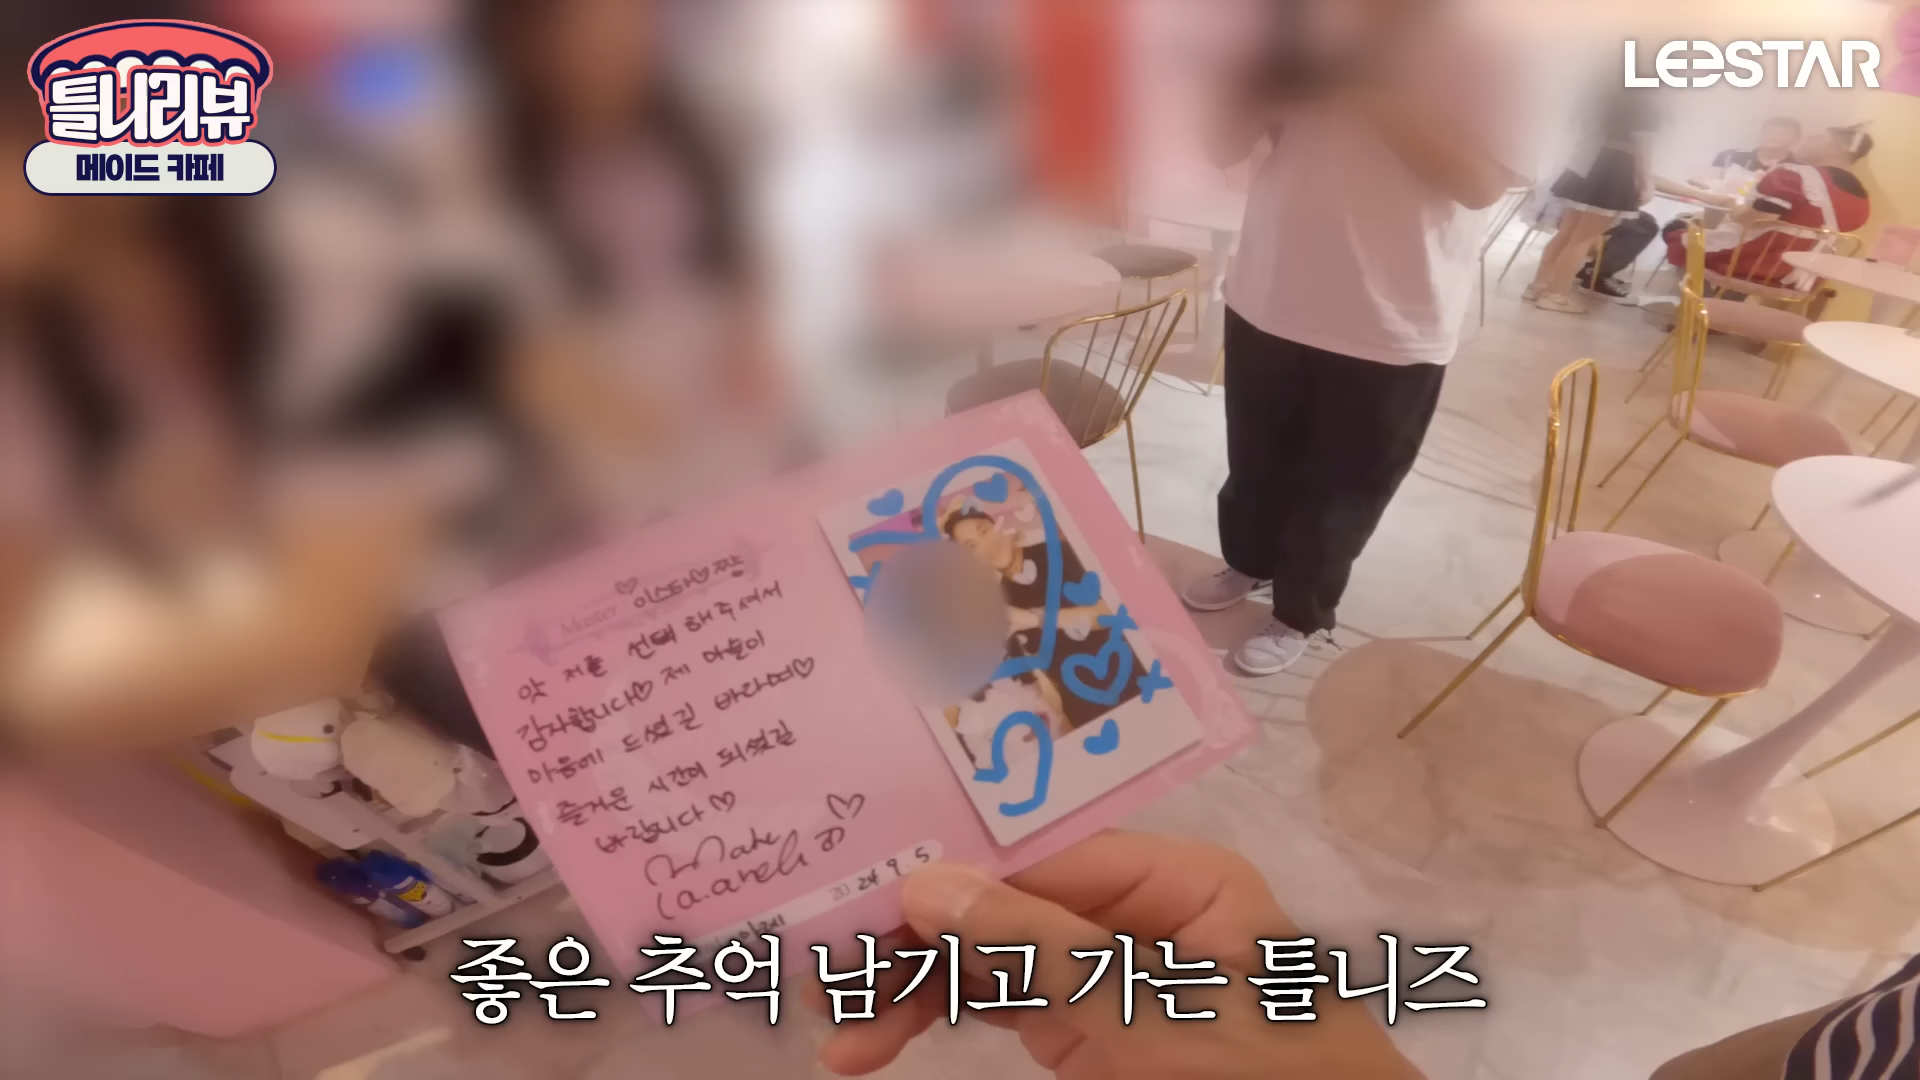 틀니리뷰
메이드 카페
LEESTAR
Master 이스타♡쨩
앗 저를 선택해주셔서
감사합니다♡ 제 마술이
마음에 드셨길 바라며♡
즐거운 시간이 되셨길
바랍니다♡
2024 9 5
좋은 추억 남기고 가는 틀니즈